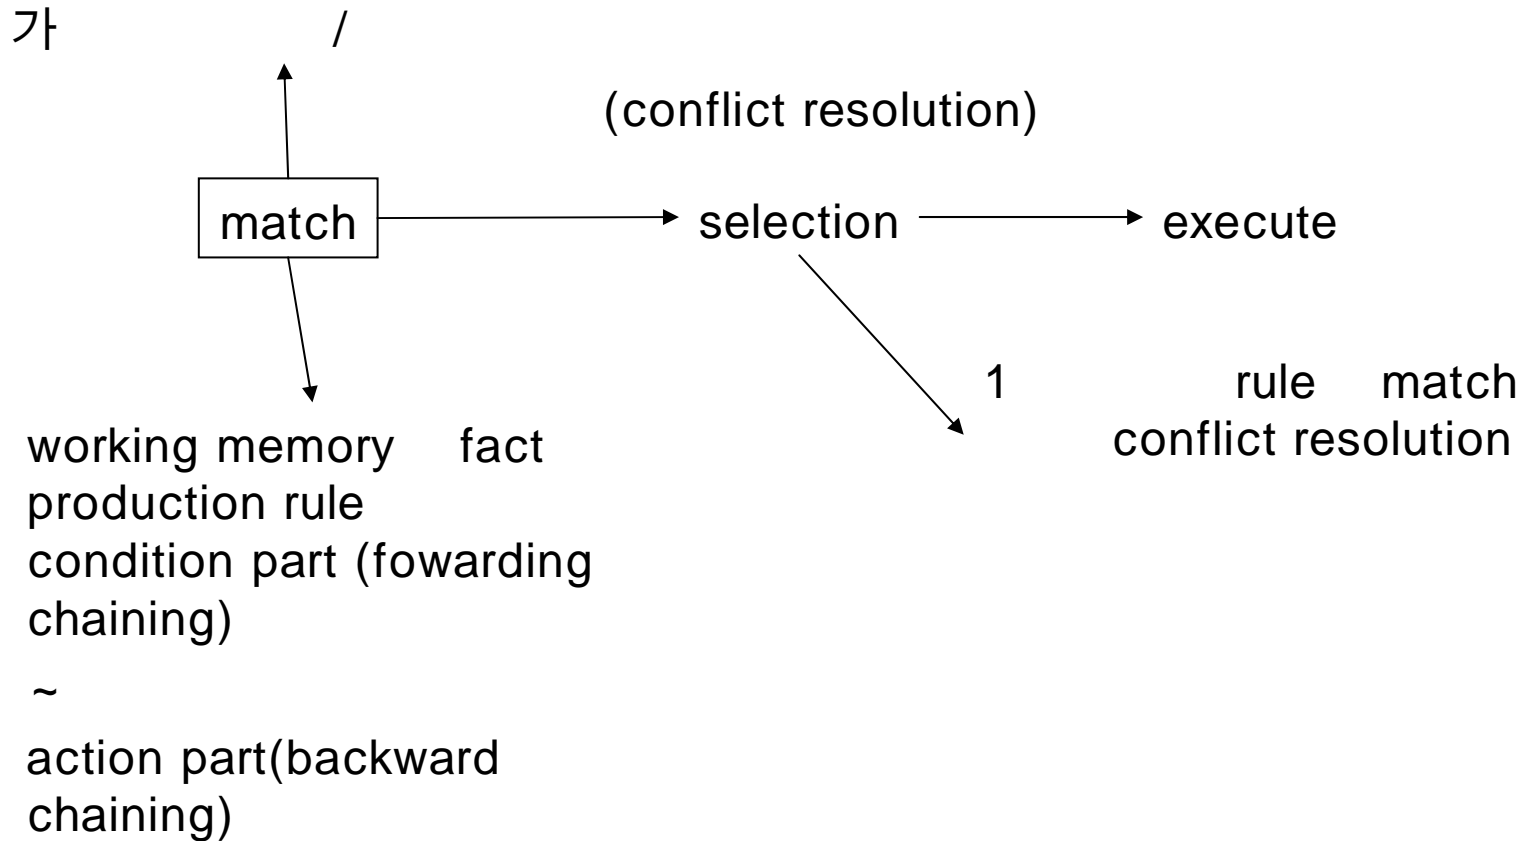 가 /
(conflict resolution)
match selection execute
1 rule match
conflict resolution
working memory fact
production rule
condition part (fowarding
chaining)
~
action part(backward
chaining)